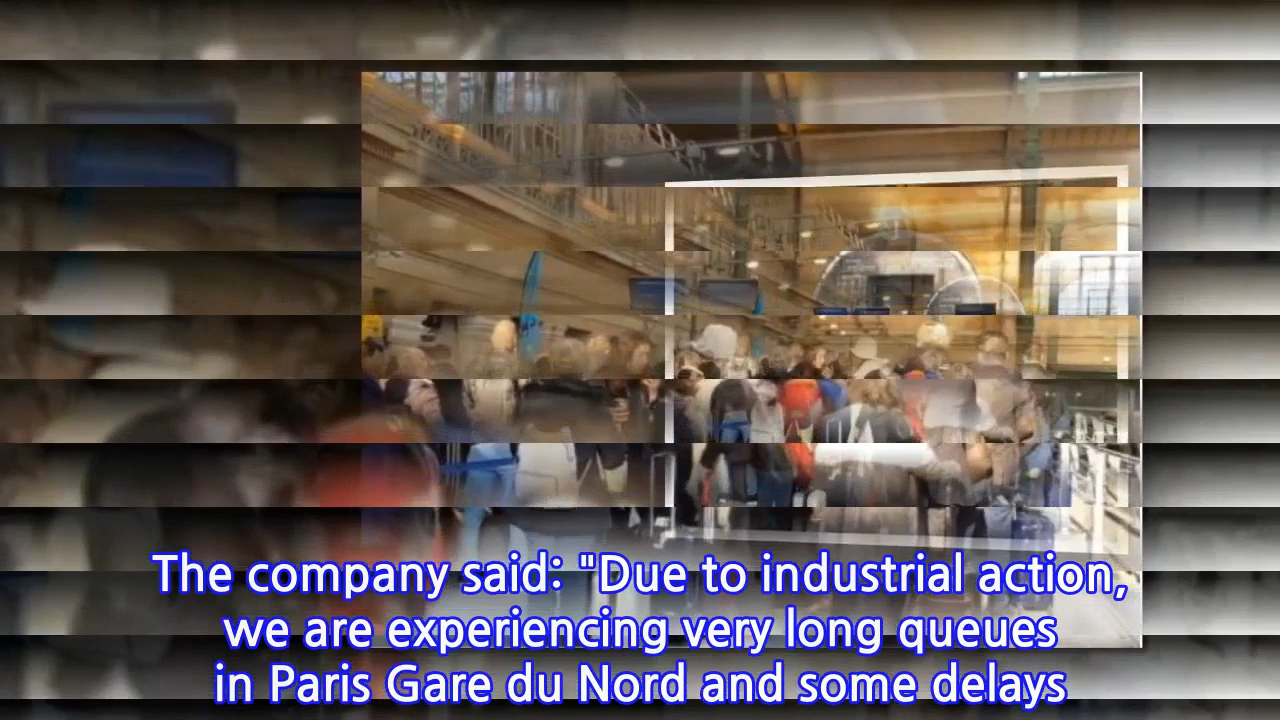 The company said: "Due to industrial action,
we are experiencing very long queues
in Paris Gare du Nord and some delays